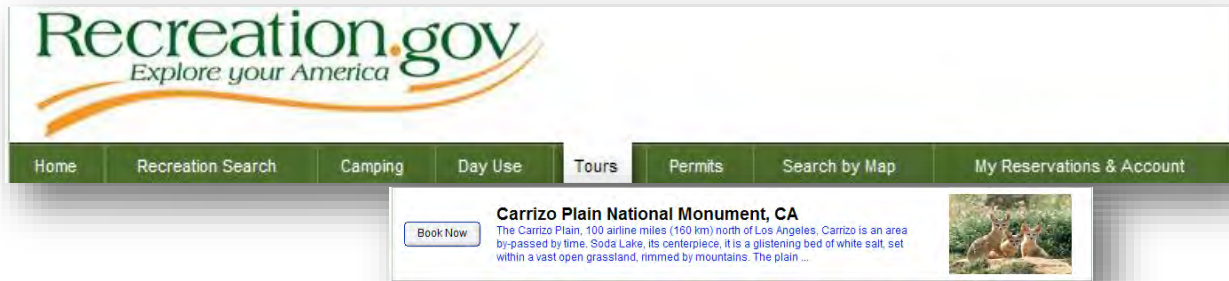 Recreation.gov
Explore your America
Home Recreation Search Camping Day Use Tours Permits Search by Map My Reservations & Account
Carrizo Plain National Monument, CA
Book Now
The Carrizo Plain, 100 airline miles (160 km) north of Los Angeles, Carrizo is an area
by-passed by time. Soda Lake, its centerpiece, it is a glistening bed of white salt, set
within a vast open grassland, rimmed by mountains. The plain ...